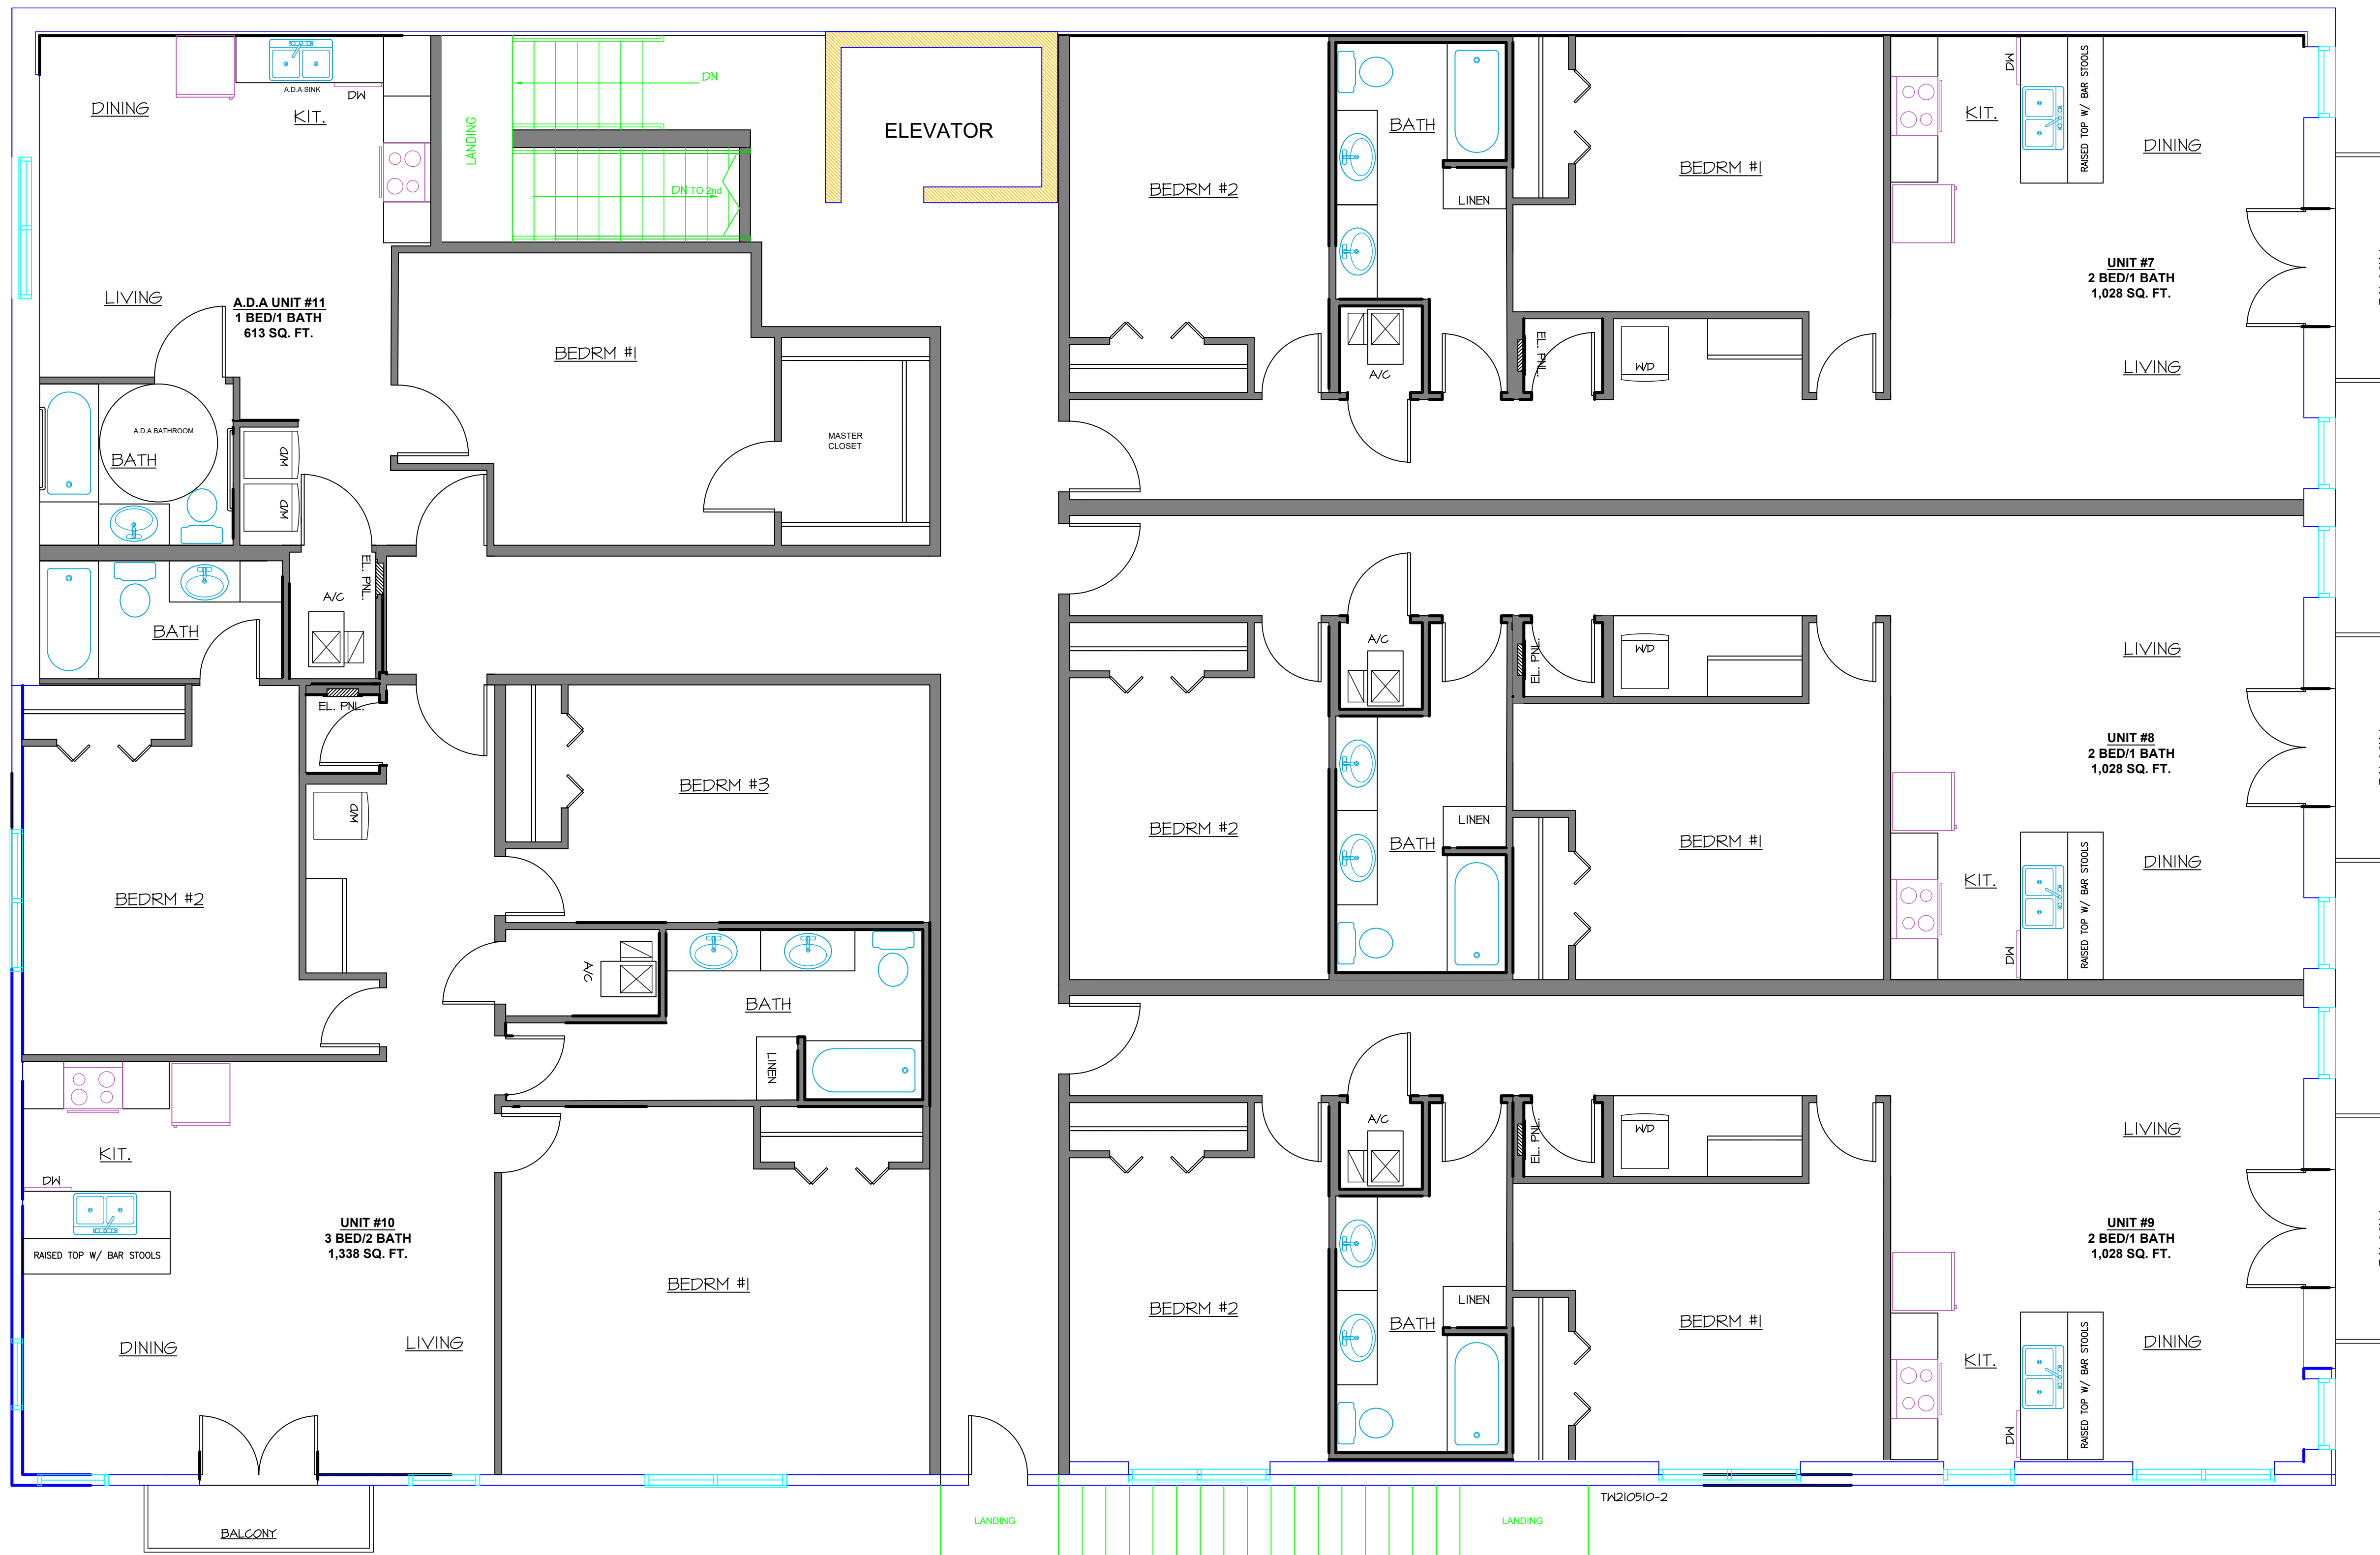 DINING
A.D.A SINK
DW
KIT.
LIVING
A.D.A UNIT #11
1 BED/1 BATH
613 SQ. FT.
A.D.A BATHROOM
BATH
W/D
W/D
BEDRM #1
MASTER
CLOSET
LANDING
DN
DN TO 2nd
ELEVATOR
BEDRM #2
BATH
LINEN
A/C
EL. PNL.
W/D
BEDRM #1
KIT.
DW
RAISED TOP W/ BAR STOOLS
DINING
UNIT #7
2 BED/1 BATH
1,028 SQ. FT.
LIVING
BATH
A/C
EL. PNL.
EL. PNL.
BEDRM #2
W/D
BEDRM #3
A/C
BATH
LINEN
KIT.
DW
RAISED TOP W/ BAR STOOLS
UNIT #10
3 BED/2 BATH
1,338 SQ. FT.
DINING
LIVING
BEDRM #1
BALCONY
A/C
EL. PNL.
W/D
LIVING
UNIT #8
2 BED/1 BATH
1,028 SQ. FT.
BEDRM #2
BATH
LINEN
BEDRM #1
KIT.
DW
RAISED TOP W/ BAR STOOLS
DINING
A/C
EL. PNL.
W/D
LIVING
UNIT #9
2 BED/1 BATH
1,028 SQ. FT.
BEDRM #2
BATH
LINEN
BEDRM #1
KIT.
DW
RAISED TOP W/ BAR STOOLS
DINING
TW210510-2
LANDING
LANDING